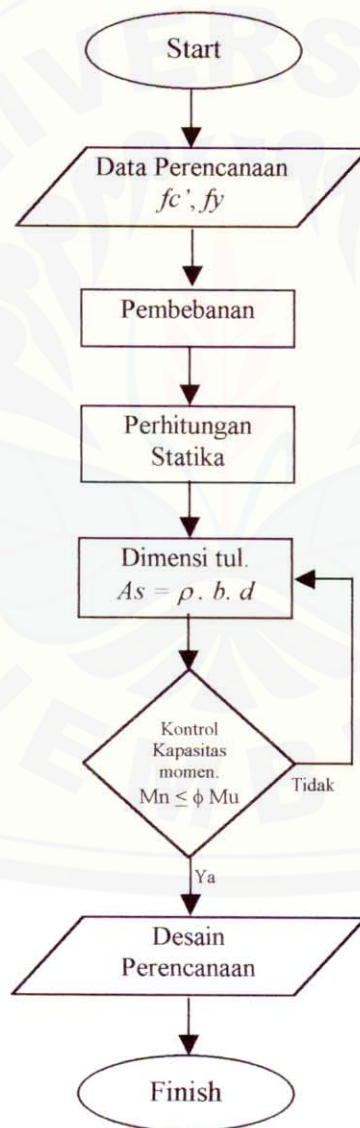 Start
Data Perencanaan
fc', fy
Pembebanan
Perhitungan
Statika
Dimensi tul.
As = ρ . b. d
Kontrol
Kapasitas
momen.
Mn ≤ ϕ Mu
Tidak
Ya
Desain
Perencanaan
Finish